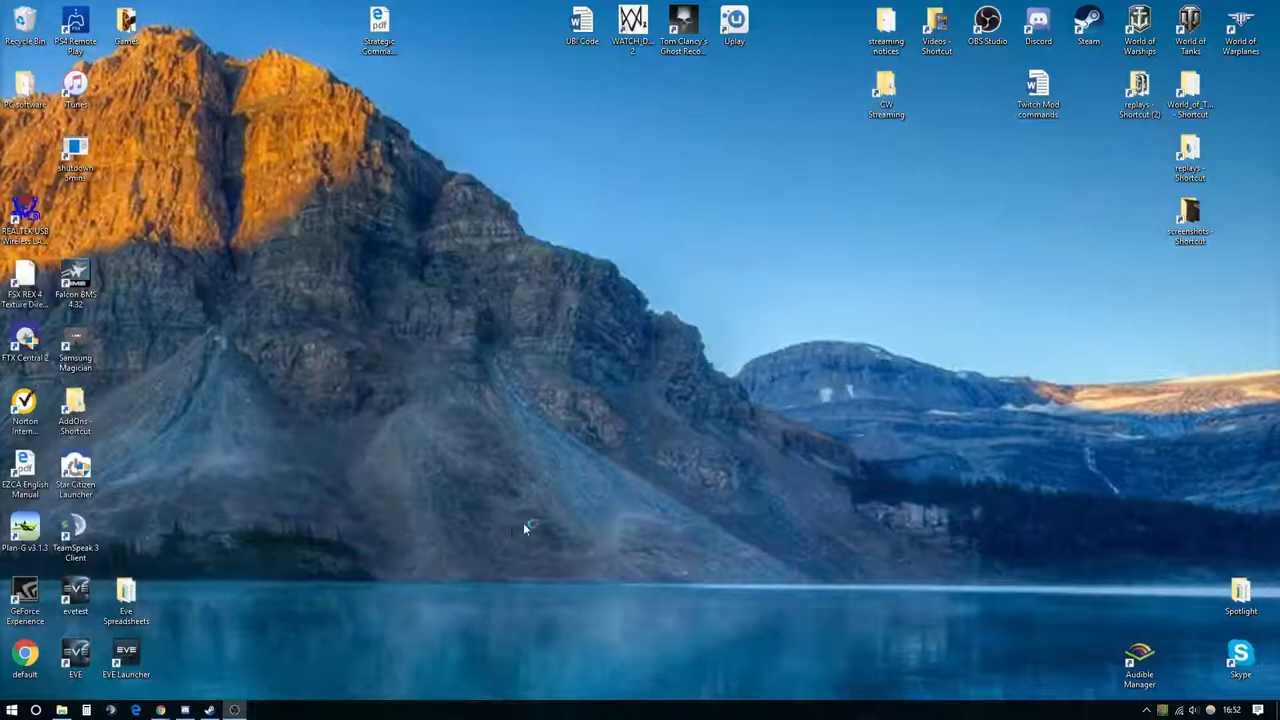 Recycle Bin
PS4 Remote
Play
Games
Strategic
Comma...
UBI Code
WATCH_D...
2
Tom Clancy's
Ghost Reco...
Uplay
streaming
notices
Videos -
Shortcut
OBS Studio
Discord
Steam
World of
Warships
World of
Tanks
World of
Warplanes
PC software
iTunes
CW
Streaming
Twitch Mod
commands
replays -
Shortcut (2)
World_of_T...
- Shortcut
shutdown
5mins
replays -
Shortcut
REALTEK USB
Wireless LA...
screenshots -
Shortcut
FSX REX 4
Texture Dire...
Falcon BMS
4.32
FTX Central 2
Samsung
Magician
Norton
Intern...
AddOns -
Shortcut
EZCA English
Manual
Star Citizen
Launcher
Plan-G v3.1.3
TeamSpeak 3
Client
GeForce
Experience
evetest
Eve
Spreadsheets
Spotlight
default
EVE
EVE Launcher
Audible
Manager
Skype
16:52